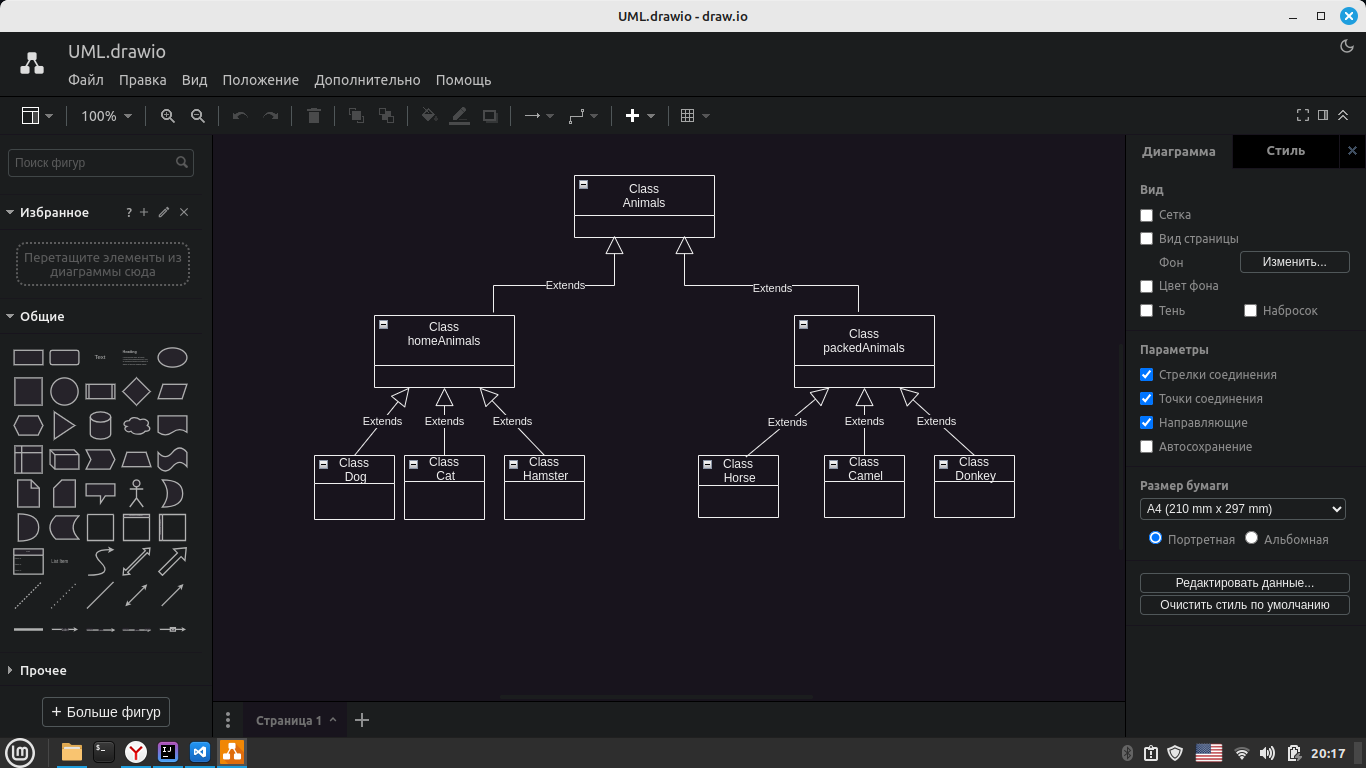 UML.drawio - draw.io
UML.drawio
Файл Правка Вид Положение Дополнительно Помощь
100%
Поиск фигур
Избранное ? + 
Перетащите элементы из
диаграммы сюда
Общие
Text
Heading
List Item
Прочее
+ Больше фигур
Class
Animals
Extends
Extends
Class
homeAnimals
Class
packedAnimals
Extends
Extends
Extends
Extends
Extends
Extends
Class
Dog
Class
Cat
Class
Hamster
Class
Horse
Class
Camel
Class
Donkey
Страница 1
Диаграмма Стиль
Вид
Сетка
Вид страницы
Фон Изменить...
Цвет фона
Тень Набросок
Параметры
Стрелки соединения
Точки соединения
Направляющие
Автосохранение
Размер бумаги
A4 (210 mm x 297 mm)
Портретная Альбомная
Редактировать данные...
Очистить стиль по умолчанию
lm $_ Y IJ
20:17